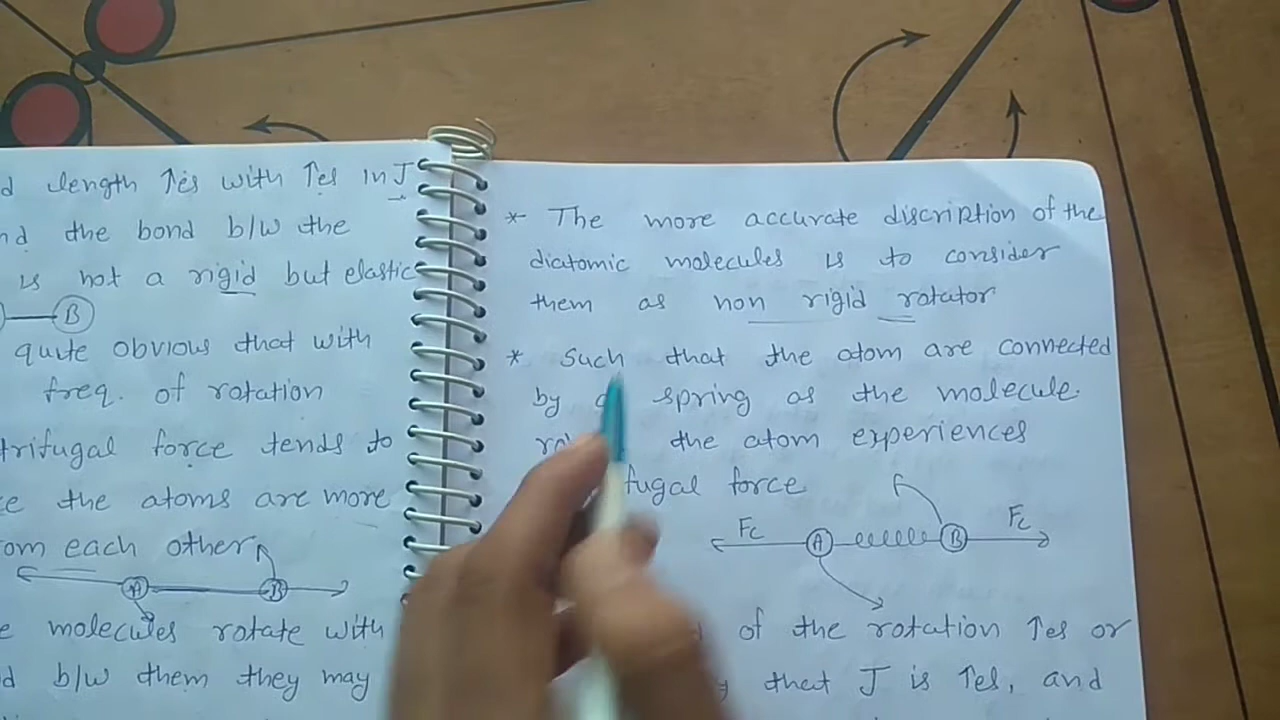 length ↑es with ↑es in J
the bond b/w the
is not a rigid but elastic
B
quite obvious that with
freq. of rotation
force tends to
the atoms are more
each other
A B
molecules rotate with
b/w them they may
* The more accurate discription of the
diatomic molecules is to consider
them as non rigid rotator
* Such that the atom are connected
by spring as the molecule.
the atom experiences
force
Fc A B Fc
of the rotation ↑es or
that J is ↑es, and